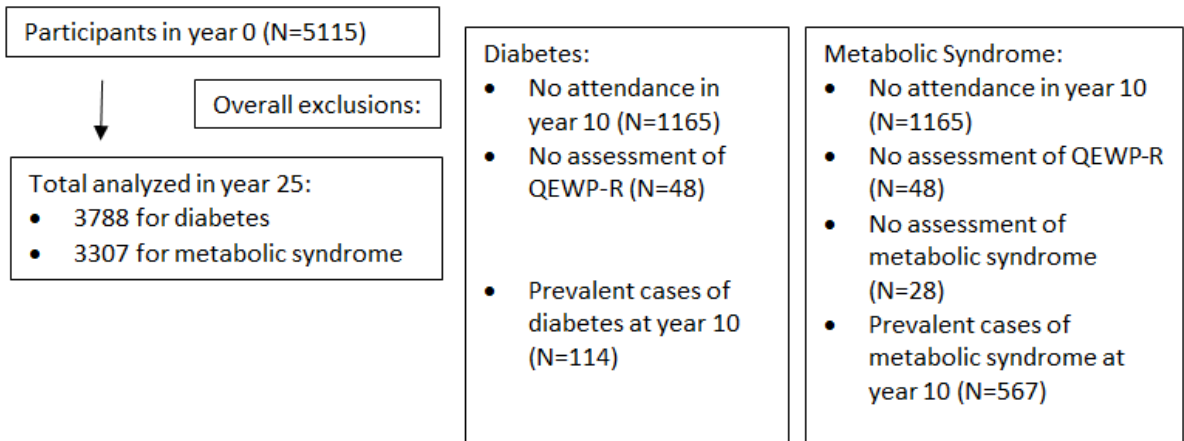 Participants in year 0 (N=5115)
Overall exclusions:
Total analyzed in year 25:
• 3788 for diabetes
• 3307 for metabolic syndrome
Diabetes:
• No attendance in
year 10 (N=1165)
• No assessment of
QEWP-R (N=48)
• Prevalent cases of
diabetes at year 10
(N=114)
Metabolic Syndrome:
• No attendance in year 10
(N=1165)
• No assessment of QEWP-R
(N=48)
• No assessment of
metabolic syndrome
(N=28)
• Prevalent cases of
metabolic syndrome at
year 10 (N=567)